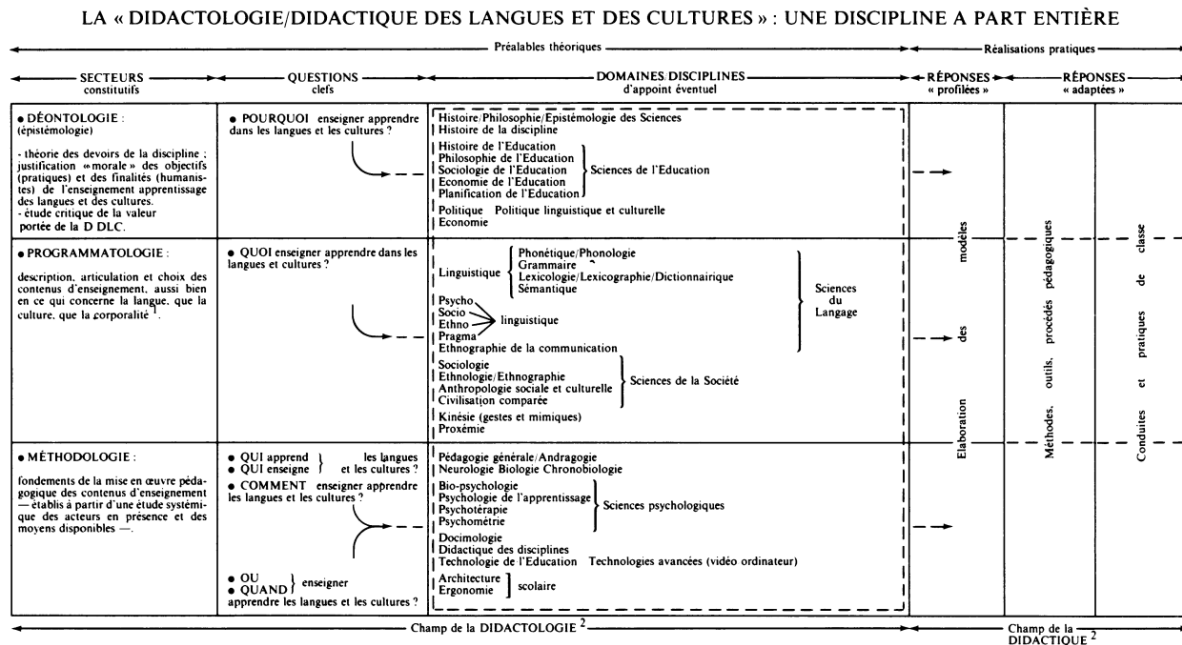 LA « DIDACTOLOGIE/DIDACTIQUE DES LANGUES ET DES CULTURES » : UNE DISCIPLINE A PART ENTIÈRE
Préalables théoriques
Réalisations pratiques
SECTEURS
constitutifs
QUESTIONS
clefs
DOMAINES/DISCIPLINES
d'appoint éventuel
RÉPONSES
« profilées »
RÉPONSES
« adaptées »
● DÉONTOLOGIE :
(épistémologie)
- théorie des devoirs de la discipline ;
justification «morale» des objectifs
(pratiques) et des finalités (humanis-
tes) de l'enseignement apprentissage
des langues et des cultures.
- étude critique de la valeur
portée de la D DLC.
● POURQUOI enseigner apprendre
dans les langues et les cultures ?
Histoire/Philosophie/Epistémologie des Sciences
Histoire de la discipline
Histoire de l'Education
Philosophie de l'Education
Sociologie de l'Education
Economie de l'Education
Planification de l'Education
Sciences de l'Education
Politique Politique linguistique et culturelle
Economie
● PROGRAMMATOLOGIE :
description, articulation et choix des
contenus d'enseignement, aussi bien
en ce qui concerne la langue, que la
culture, que la corporalité 1.
● QUOI enseigner apprendre dans les
langues et cultures ?
Linguistique
Phonétique/Phonologie
Grammaire
Lexicologie/Lexicographie/Dictionnairique
Sémantique
Psycho
Socio
Ethno
Pragma
linguistique
Ethnographie de la communication
Sciences
du
Langage
Sociologie
Ethnologie/Ethnographie
Anthropologie sociale et culturelle
Civilisation comparée
Sciences de la Société
Kinésie (gestes et mimiques)
Proxémie
● MÉTHODOLOGIE :
fondements de la mise en œuvre péda-
gogique des contenus d'enseignement
— établis à partir d'une étude systémi-
que des acteurs en présence et des
moyens disponibles —.
● QUI apprend
● QUI enseigne
les langues
et les cultures ?
● COMMENT enseigner apprendre
les langues et les cultures ?
● OU
● QUAND
enseigner
apprendre les langues et les cultures ?
Pédagogie générale/Andragogie
Neurologie Biologie Chronobiologie
Bio-psychologie
Psychologie de l'apprentissage
Psychotérapie
Psychométrie
Sciences psychologiques
Docimologie
Didactique des disciplines
Technologie de l'Education Technologies avancées (vidéo ordinateur)
Architecture
Ergonomie
scolaire
Elaboration des modèles
Méthodes, outils, procédés pédagogiques
Conduites et pratiques de classe
Champ de la DIDACTOLOGIE 2
Champ de la
DIDACTIQUE 2